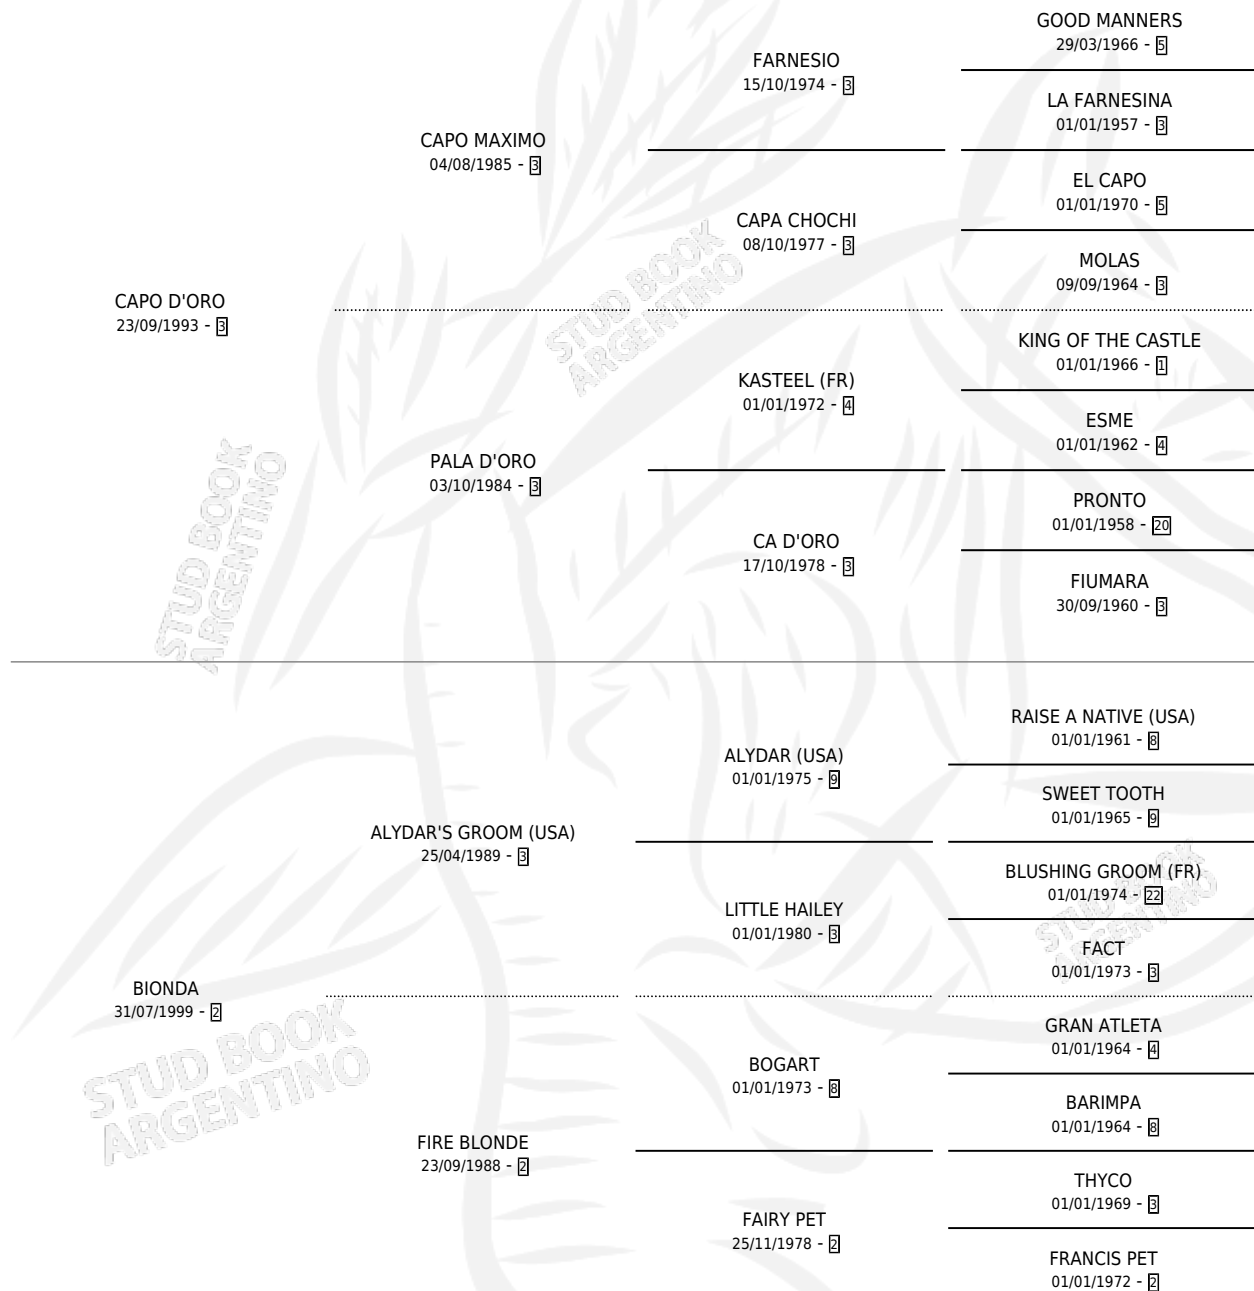 GOOD MANNERS
29/03/1966 - 5
FARNESIO
15/10/1974 - 3
LA FARNESINA
01/01/1957 - 3
CAPO MAXIMO
04/08/1985 - 3
EL CAPO
01/01/1970 - 5
CAPA CHOCHI
08/10/1977 - 3
MOLAS
09/09/1964 - 3
CAPO D'ORO
23/09/1993 - 3
STUD BOOK
ARGENTINO
KING OF THE CASTLE
01/01/1966 - 1
KASTEEL (FR)
01/01/1972 - 4
ESME
01/01/1962 - 4
PALA D'ORO
03/10/1984 - 3
PRONTO
01/01/1958 - 20
CA D'ORO
17/10/1978 - 3
FIUMARA
30/09/1960 - 3
STUD BOOK
ARGENTINO
RAISE A NATIVE (USA)
01/01/1961 - 8
ALYDAR (USA)
01/01/1975 - 9
SWEET TOOTH
01/01/1965 - 9
ALYDAR'S GROOM (USA)
25/04/1989 - 3
BLUSHING GROOM (FR)
01/01/1974 - 22
LITTLE HAILEY
01/01/1980 - 3
STUD BOOK
ARGENTINO
FACT
01/01/1973 - 3
BIONDA
31/07/1999 - 2
GRAN ATLETA
01/01/1964 - 4
STUD BOOK
ARGENTINO
BOGART
01/01/1973 - 8
BARIMPA
01/01/1964 - 8
FIRE BLONDE
23/09/1988 - 2
THYCO
01/01/1969 - 3
FAIRY PET
25/11/1978 - 2
FRANCIS PET
01/01/1972 - 2